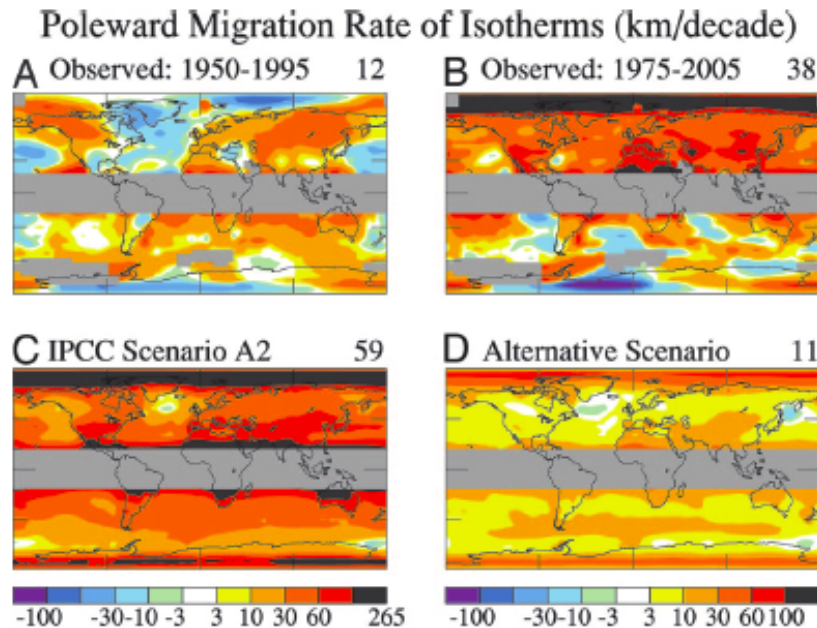 Poleward Migration Rate of Isotherms (km/decade)
A Observed: 1950-1995 12
B Observed: 1975-2005 38
C IPCC Scenario A2 59
D Alternative Scenario 11
-100 -30 -10 -3 3 10 30 60 265
-100 -30 -10 -3 3 10 30 60 100